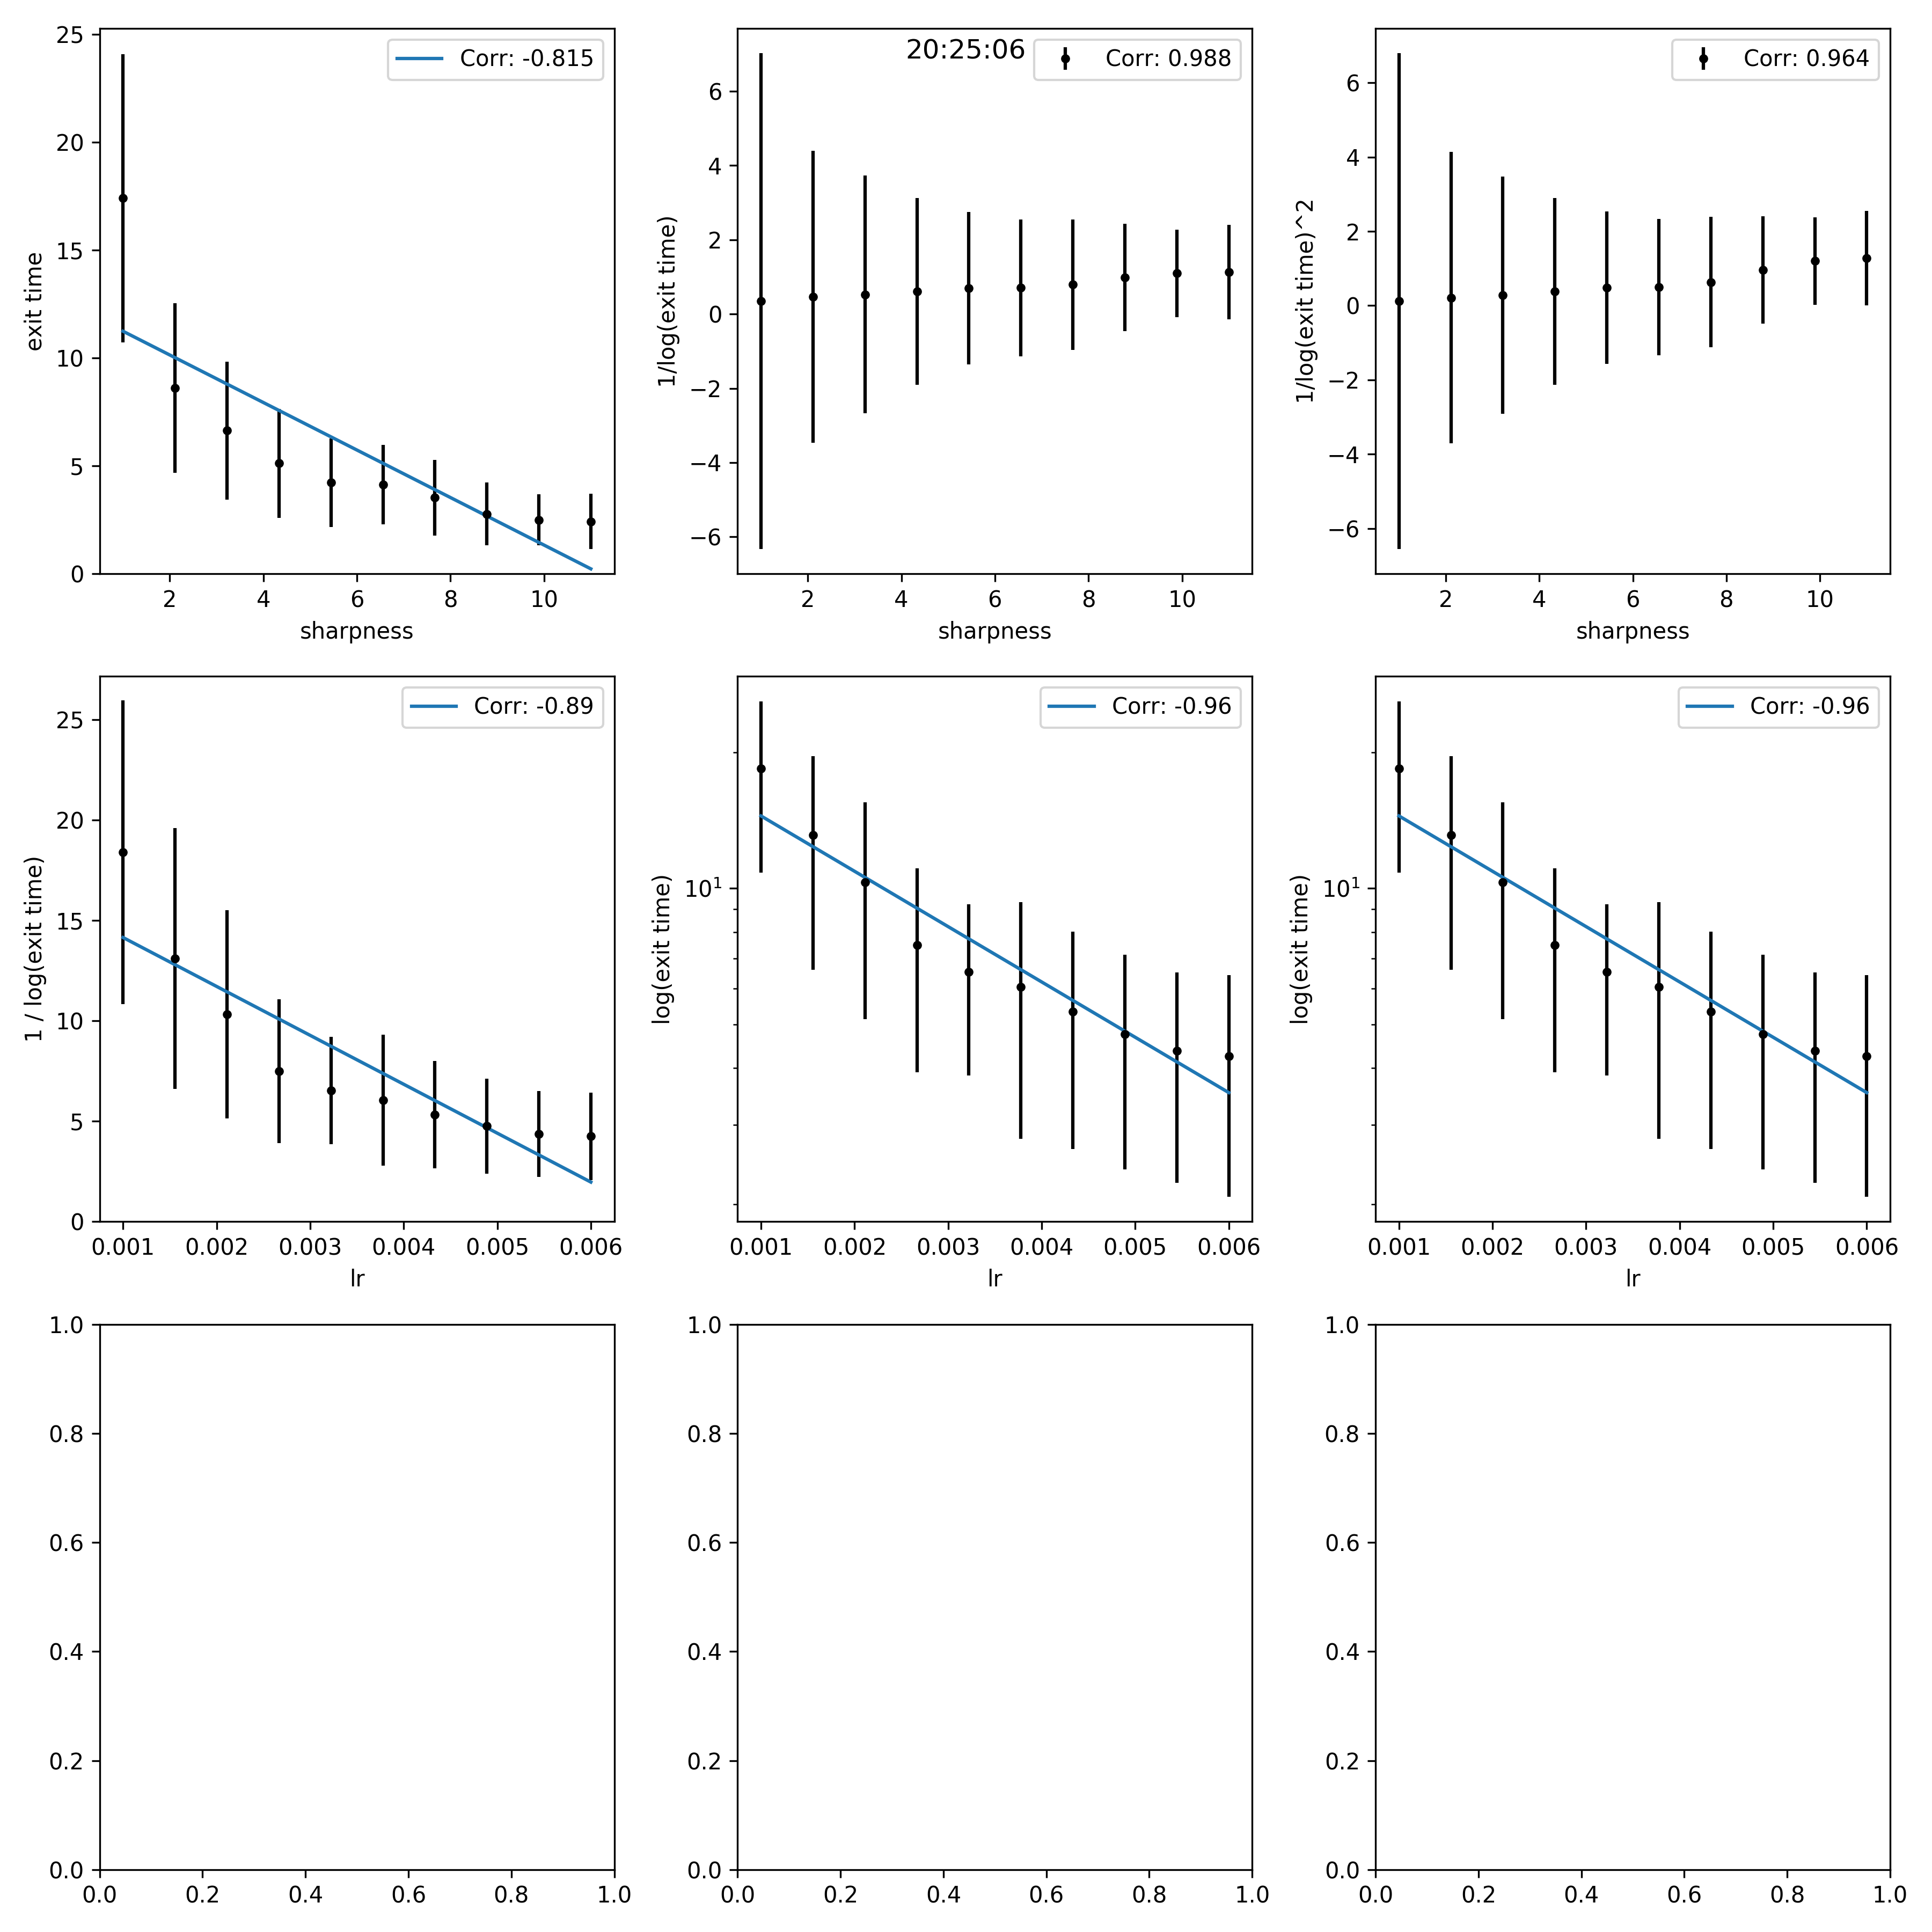 20:25:06
Corr: -0.815
exit time
25
20
15
10
5
0
2 4 6 8 10
sharpness
Corr: 0.988
1/log(exit time)
6
4
2
0
−2
−4
−6
2 4 6 8 10
sharpness
Corr: 0.964
1/log(exit time)^2
6
4
2
0
−2
−4
−6
2 4 6 8 10
sharpness
Corr: -0.89
1 / log(exit time)
25
20
15
10
5
0
0.001 0.002 0.003 0.004 0.005 0.006
lr
Corr: -0.96
log(exit time)
10¹
0.001 0.002 0.003 0.004 0.005 0.006
lr
Corr: -0.96
log(exit time)
10¹
0.001 0.002 0.003 0.004 0.005 0.006
lr
1.0
0.8
0.6
0.4
0.2
0.0
0.0 0.2 0.4 0.6 0.8 1.0
1.0
0.8
0.6
0.4
0.2
0.0
0.0 0.2 0.4 0.6 0.8 1.0
1.0
0.8
0.6
0.4
0.2
0.0
0.0 0.2 0.4 0.6 0.8 1.0